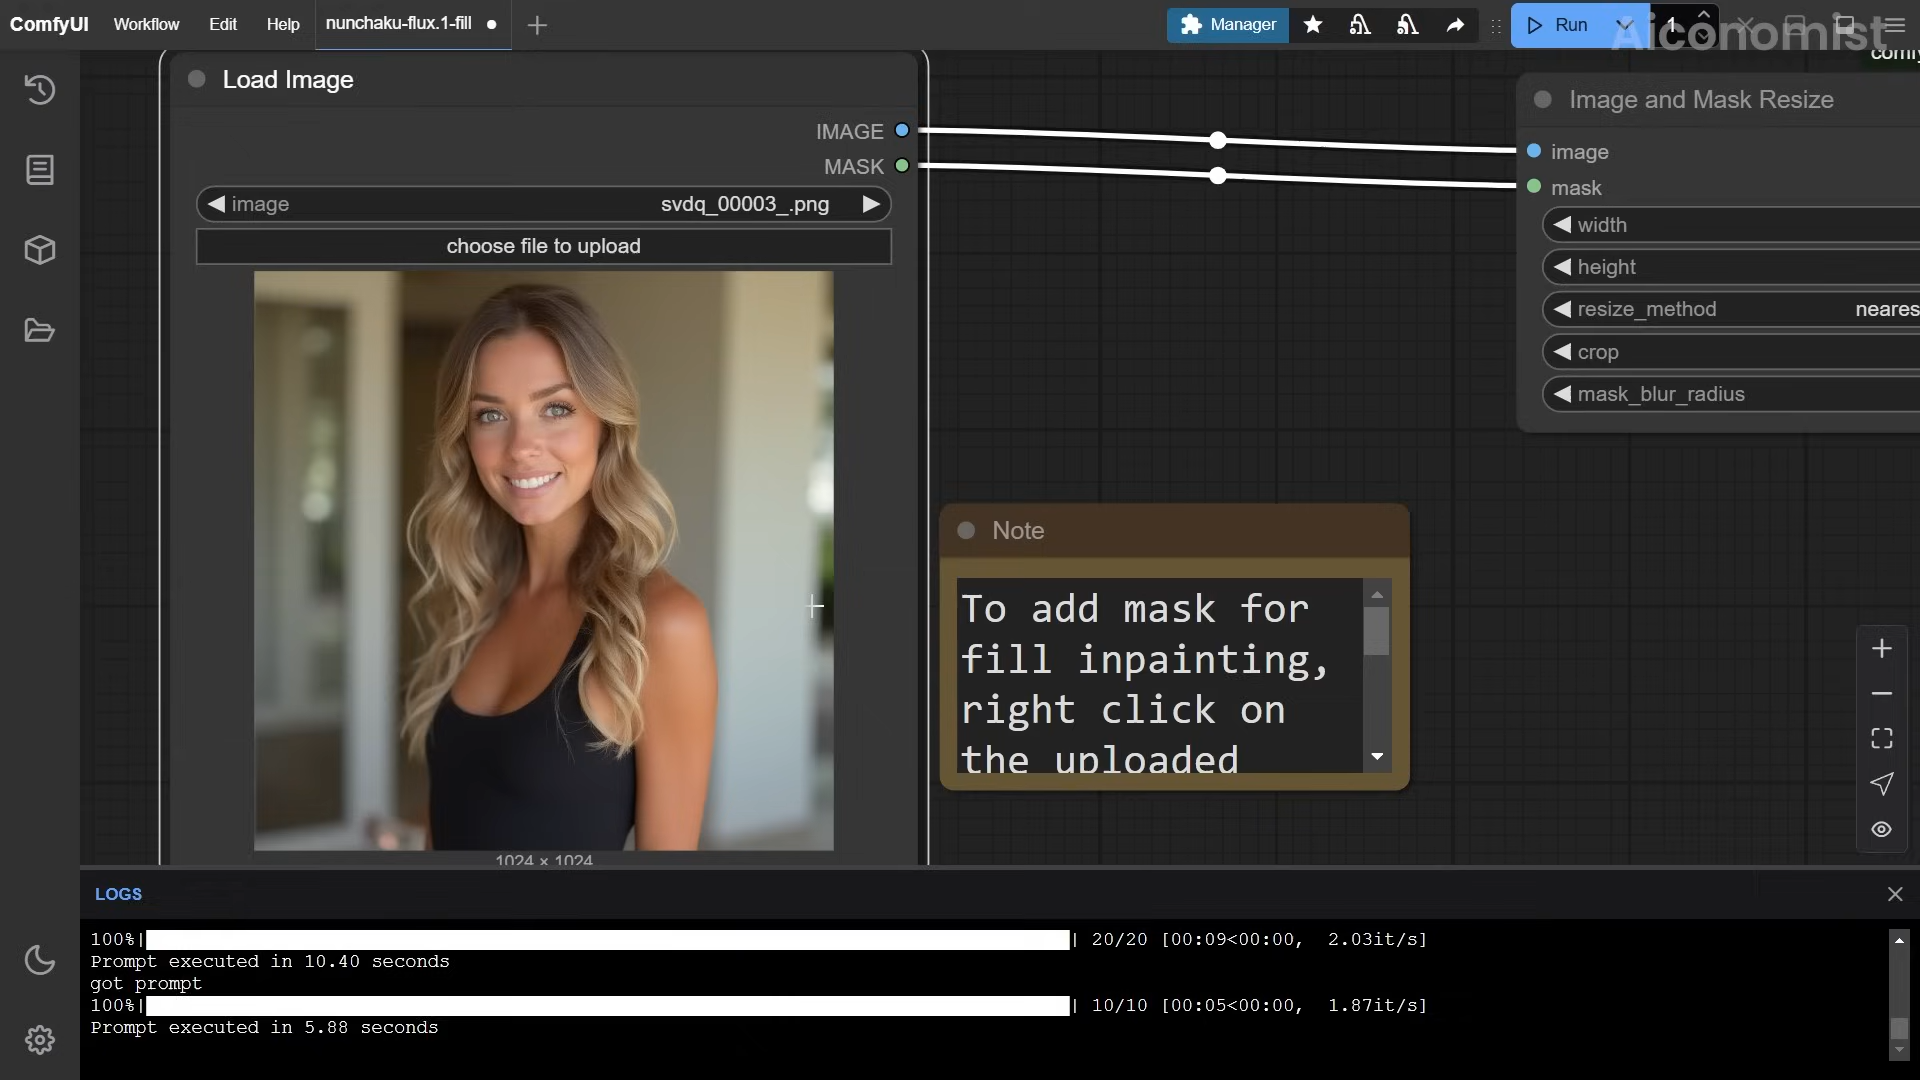 ComfyUI Workflow Edit Help nunchaku-flux.1-fill
Manager Run 1
Aiconomist
Load Image
IMAGE
MASK
image svdq_00003_.png
choose file to upload
1024 × 1024
Image and Mask Resize
image
mask
width
height
resize_method neares
crop
mask_blur_radius
Note
To add mask for
fill inpainting,
right click on
the uploaded
LOGS
100%| | 20/20 [00:09<00:00, 2.03it/s]
Prompt executed in 10.40 seconds
got prompt
100%| | 10/10 [00:05<00:00, 1.87it/s]
Prompt executed in 5.88 seconds